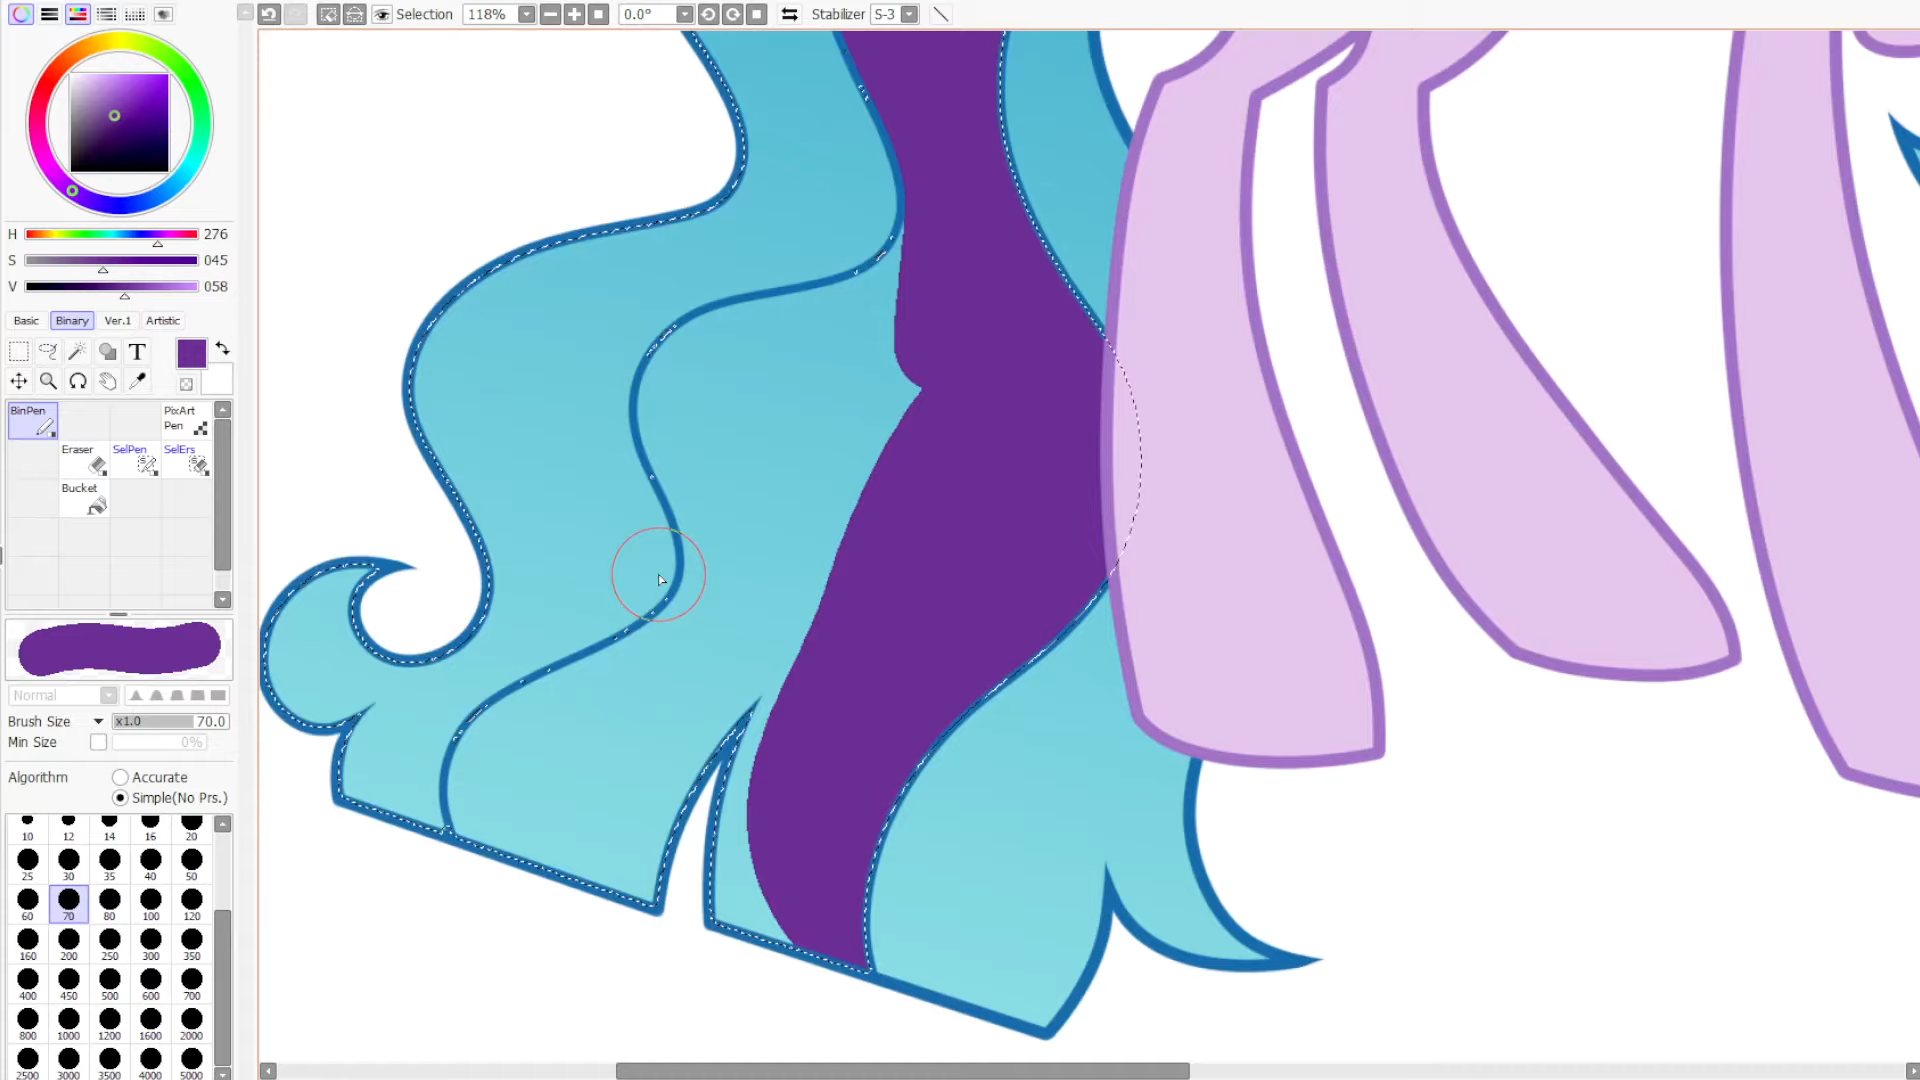 Selection 118% 0.0° Stabilizer S-3
H 276
S 045
V 058
Basic Binary Ver.1 Artistic
T
BinPen PixArt Pen
Eraser SelPen SelErs
Bucket
Normal
Brush Size x1.0 70.0
Min Size 0%
Algorithm Accurate
Simple(No Prs.)
10 12 14 16 20
25 30 35 40 50
60 70 80 100 120
160 200 250 300 350
400 450 500 600 700
800 1000 1200 1600 2000
2500 3000 3500 4000 5000